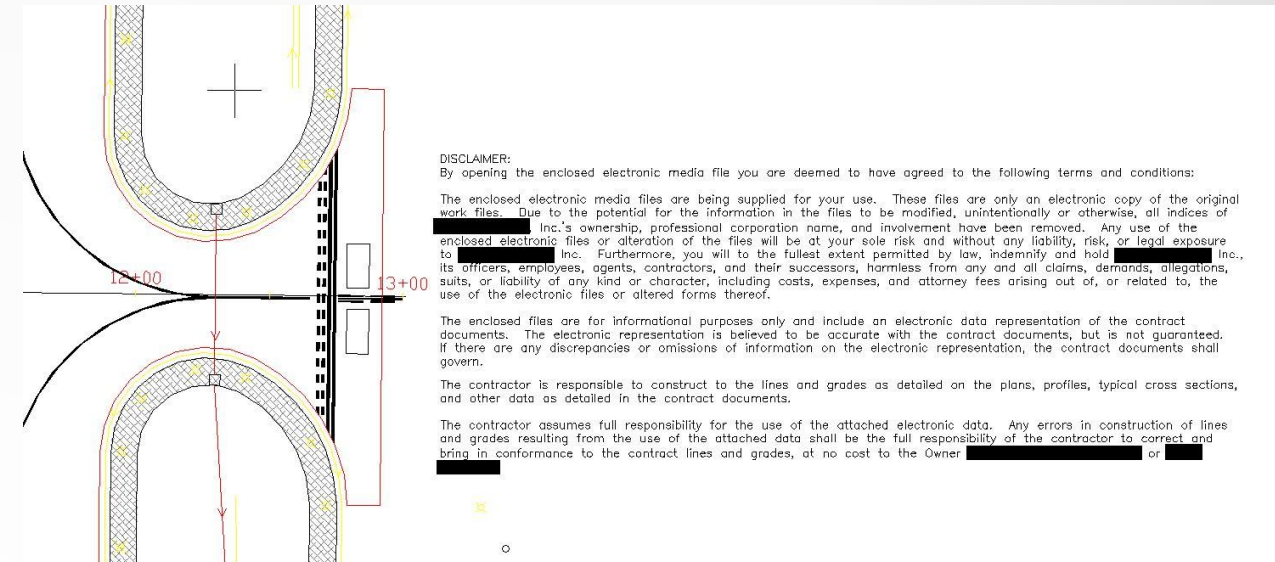 12+00
13+00
DISCLAIMER:
By opening the enclosed electronic media file you are deemed to have agreed to the following terms and conditions:
The enclosed electronic media files are being supplied for your use. These files are only an electronic copy of the original
work files. Due to the potential for the information in the files to be modified, unintentionally or otherwise, all indices of
, Inc.'s ownership, professional corporation name, and involvement have been removed. Any use of the
enclosed electronic files or alteration of the files will be at your sole risk and without any liability, risk, or legal exposure
to Inc. Furthermore, you will to the fullest extent permitted by law, indemnify and hold Inc.,
its officers, employees, agents, contractors, and their successors, harmless from any and all claims, demands, allegations,
suits, or liability of any kind or character, including costs, expenses, and attorney fees arising out of, or related to, the
use of the electronic files or altered forms thereof.
The enclosed files are for informational purposes only and include an electronic data representation of the contract
documents. The electronic representation is believed to be accurate with the contract documents, but is not guaranteed.
If there are any discrepancies or omissions of information on the electronic representation, the contract documents shall
govern.
The contractor is responsible to construct to the lines and grades as detailed on the plans, profiles, typical cross sections,
and other data as detailed in the contract documents.
The contractor assumes full responsibility for the use of the attached electronic data. Any errors in construction of lines
and grades resulting from the use of the attached data shall be the full responsibility of the contractor to correct and
bring in conformance to the contract lines and grades, at no cost to the Owner or